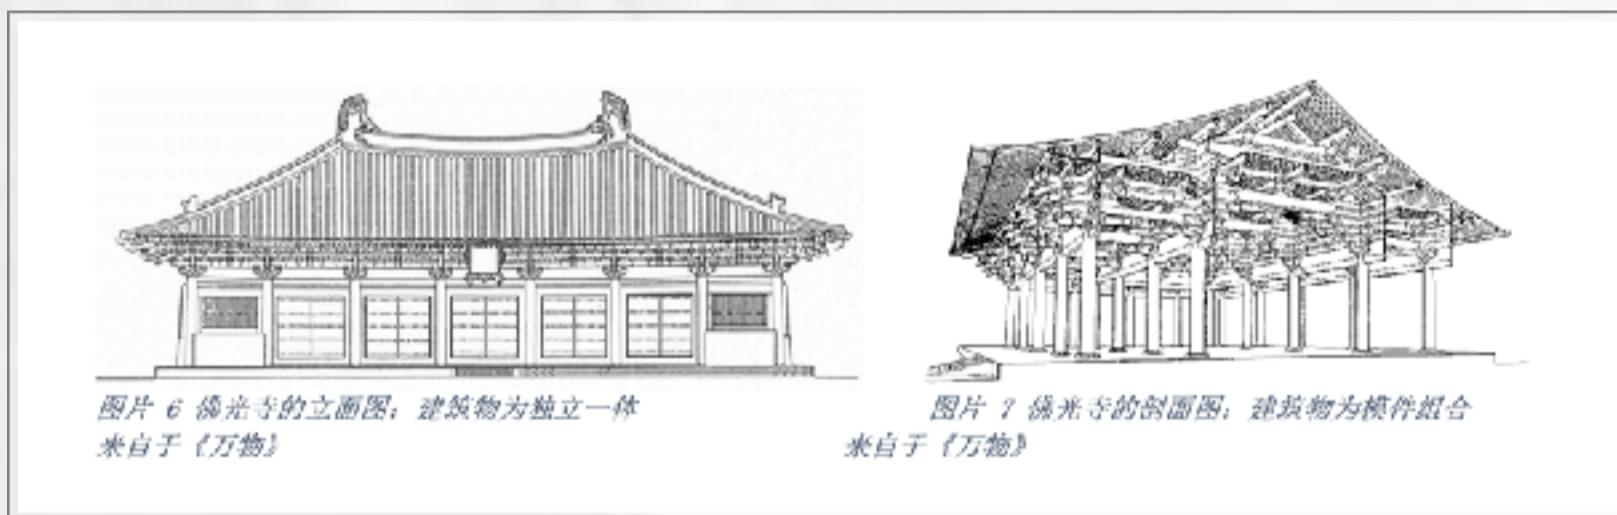 图片 6 佛光寺的立面图：建筑物为独立一体
来自于《万物》
图片 7 佛光寺的剖面图：建筑物为模件组合
来自于《万物》